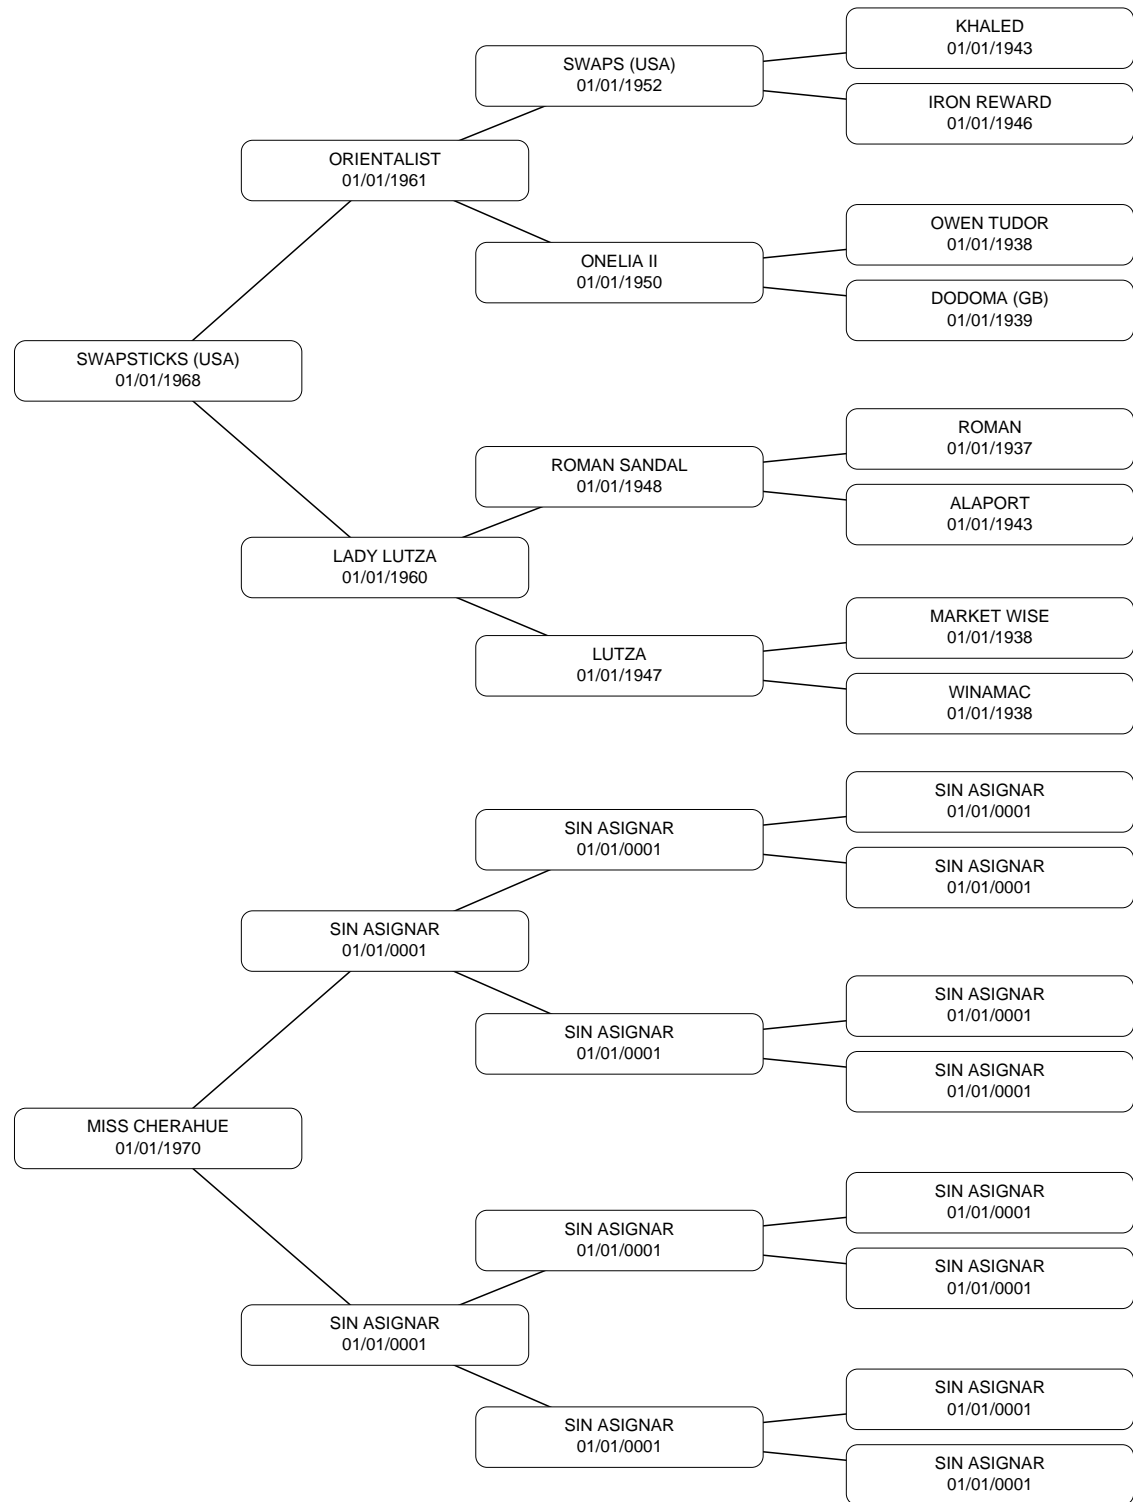 KHALED
01/01/1943
SWAPS (USA)
01/01/1952
IRON REWARD
01/01/1946
ORIENTALIST
01/01/1961
OWEN TUDOR
01/01/1938
ONELIA II
01/01/1950
DODOMA (GB)
01/01/1939
SWAPSTICKS (USA)
01/01/1968
ROMAN
01/01/1937
ROMAN SANDAL
01/01/1948
ALAPORT
01/01/1943
LADY LUTZA
01/01/1960
MARKET WISE
01/01/1938
LUTZA
01/01/1947
WINAMAC
01/01/1938
SIN ASIGNAR
01/01/0001
SIN ASIGNAR
01/01/0001
SIN ASIGNAR
01/01/0001
SIN ASIGNAR
01/01/0001
SIN ASIGNAR
01/01/0001
SIN ASIGNAR
01/01/0001
SIN ASIGNAR
01/01/0001
MISS CHERAHUE
01/01/1970
SIN ASIGNAR
01/01/0001
SIN ASIGNAR
01/01/0001
SIN ASIGNAR
01/01/0001
SIN ASIGNAR
01/01/0001
SIN ASIGNAR
01/01/0001
SIN ASIGNAR
01/01/0001
SIN ASIGNAR
01/01/0001